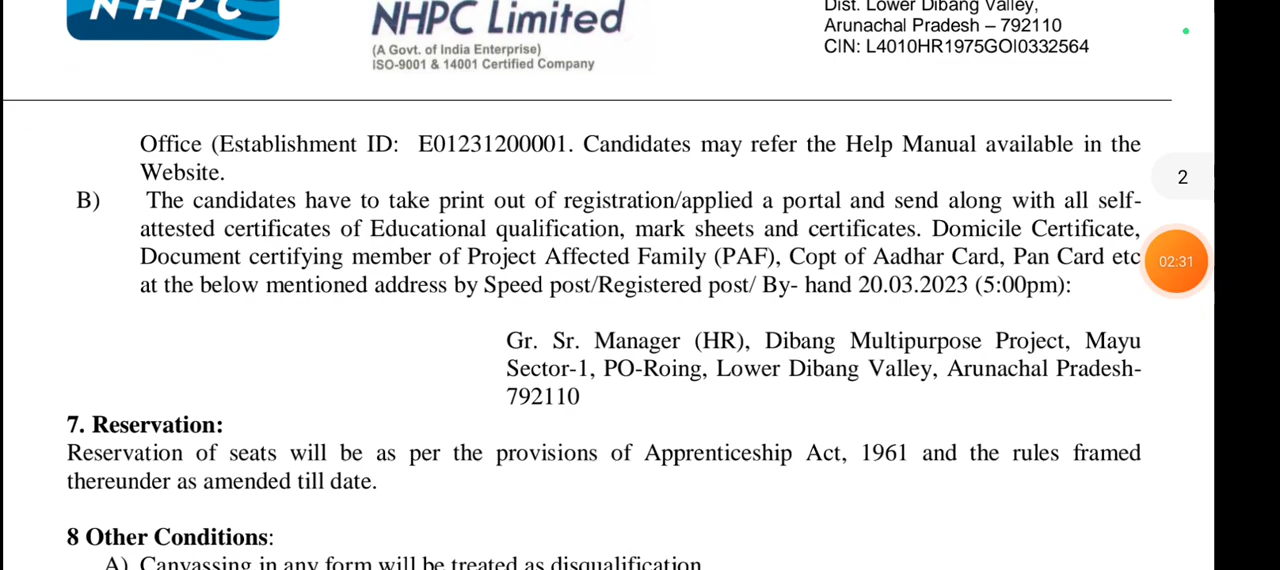 NHPC
NHPC Limited
(A Govt. of India Enterprise)
ISO-9001 & 14001 Certified Company
Dist. Lower Dibang Valley,
Arunachal Pradesh – 792110
CIN: L4010HR1975GOI0332564
Office (Establishment ID: E01231200001. Candidates may refer the Help Manual available in the
Website.
2
B) The candidates have to take print out of registration/applied a portal and send along with all self-
attested certificates of Educational qualification, mark sheets and certificates. Domicile Certificate,
Document certifying member of Project Affected Family (PAF), Copt of Aadhar Card, Pan Card etc
02:31
at the below mentioned address by Speed post/Registered post/ By- hand 20.03.2023 (5:00pm):
Gr. Sr. Manager (HR), Dibang Multipurpose Project, Mayu
Sector-1, PO-Roing, Lower Dibang Valley, Arunachal Pradesh-
792110
7. Reservation:
Reservation of seats will be as per the provisions of Apprenticeship Act, 1961 and the rules framed
thereunder as amended till date.
8 Other Conditions:
A) Canvassing in any form will be treated as disqualification